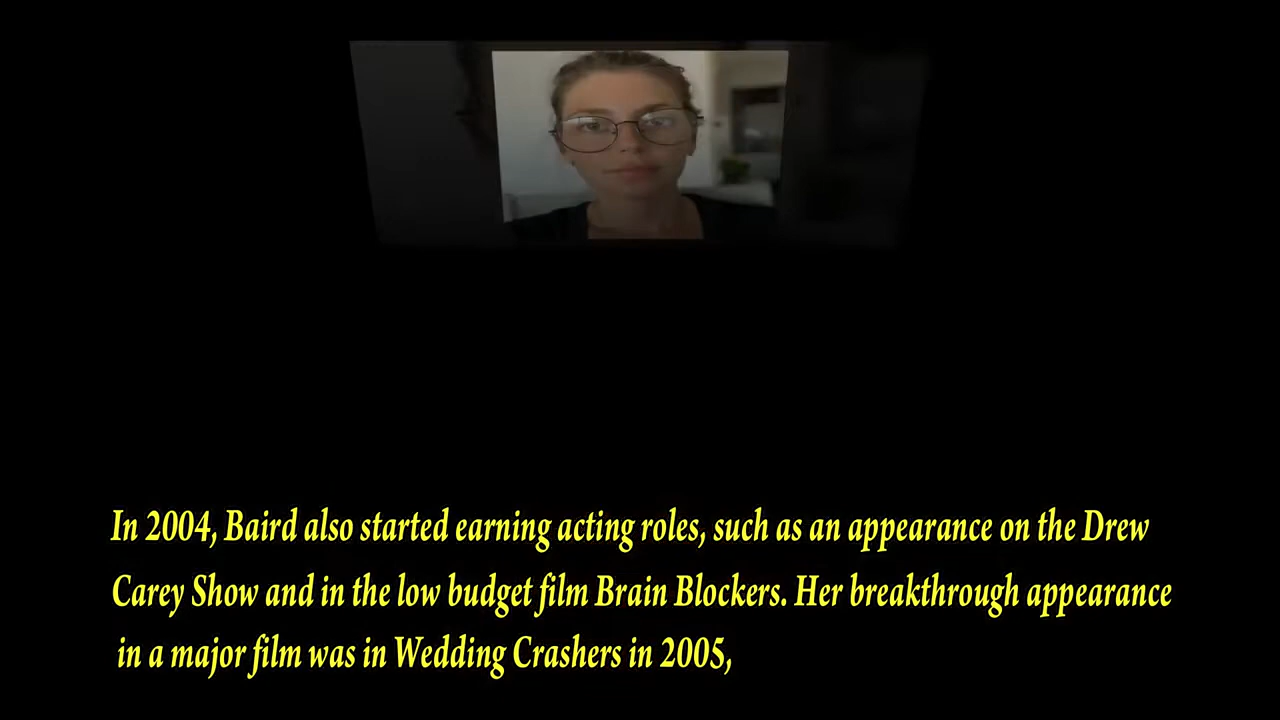 In 2004, Baird also started earning acting roles, such as an appearance on the Drew
Carey Show and in the low budget film Brain Blockers. Her breakthrough appearance
in a major film was in Wedding Crashers in 2005,